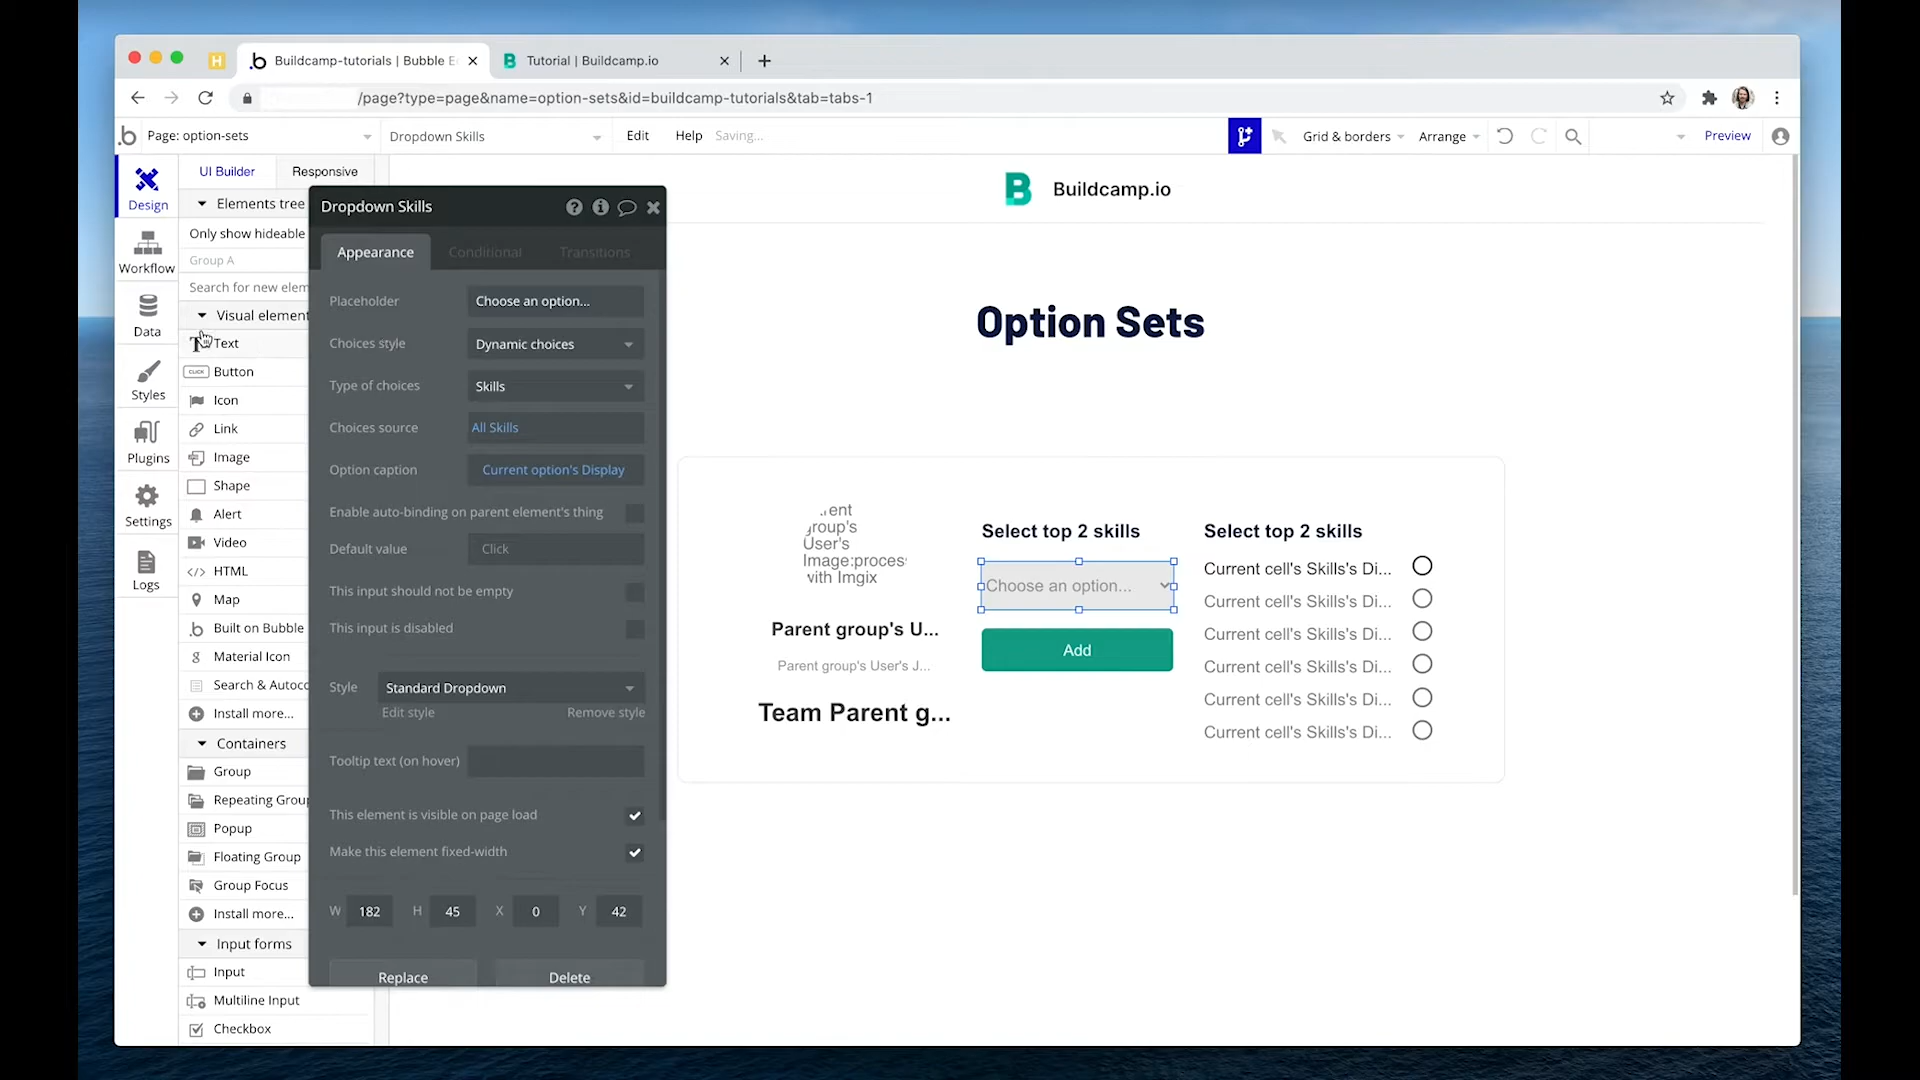 H
Buildcamp-tutorials | Bubble E
Tutorial | Buildcamp.io
/page?type=page&name=option-sets&id=buildcamp-tutorials&tab=tabs-1
Page: option-sets
Dropdown Skills
Edit
Help
Saving...
Grid & borders
Arrange
Preview
Design
Workflow
Data
Styles
Plugins
Settings
Logs
UI Builder
Responsive
Elements tree
Only show hideable
Group A
Search for new elem
Visual element
Text
Button
Icon
Link
Image
Shape
Alert
Video
HTML
Map
Built on Bubble
Material Icon
Search & Autoco
Install more...
Containers
Group
Repeating Group
Popup
Floating Group
Group Focus
Install more...
Input forms
Input
Multiline Input
Checkbox
Dropdown Skills
Appearance
Conditional
Transitions
Placeholder
Choose an option...
Choices style
Dynamic choices
Type of choices
Skills
Choices source
All Skills
Option caption
Current option's Display
Enable auto-binding on parent element's thing
Default value
Click
This input should not be empty
This input is disabled
Style
Standard Dropdown
Edit style
Remove style
Tooltip text (on hover)
This element is visible on page load
Make this element fixed-width
W 182 H 45 X 0 Y 42
Replace
Delete
Buildcamp.io
Option Sets
group's
User's
Image:proces
with Imgix
Parent group's U...
Parent group's User's J...
Team Parent g...
Select top 2 skills
Choose an option...
Add
Select top 2 skills
Current cell's Skills's Di...
Current cell's Skills's Di...
Current cell's Skills's Di...
Current cell's Skills's Di...
Current cell's Skills's Di...
Current cell's Skills's Di...